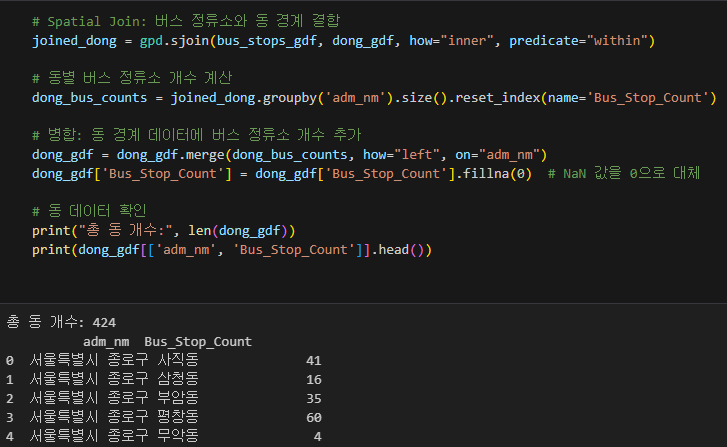 # Spatial Join: 버스 정류소와 동 경계 결합
joined_dong = gpd.sjoin(bus_stops_gdf, dong_gdf, how="inner", predicate="within")
# 동별 버스 정류소 개수 계산
dong_bus_counts = joined_dong.groupby('adm_nm').size().reset_index(name='Bus_Stop_Count')
# 병합: 동 경계 데이터에 버스 정류소 개수 추가
dong_gdf = dong_gdf.merge(dong_bus_counts, how="left", on="adm_nm")
dong_gdf['Bus_Stop_Count'] = dong_gdf['Bus_Stop_Count'].fillna(0)  # NaN 값을 0으로 대체
# 동 데이터 확인
print("총 동 개수:", len(dong_gdf))
print(dong_gdf[['adm_nm', 'Bus_Stop_Count']].head())
총 동 개수: 424
adm_nm  Bus_Stop_Count
0  서울특별시 종로구 사직동  41
1  서울특별시 종로구 삼청동  16
2  서울특별시 종로구 부암동  35
3  서울특별시 종로구 평창동  60
4  서울특별시 종로구 무악동  4